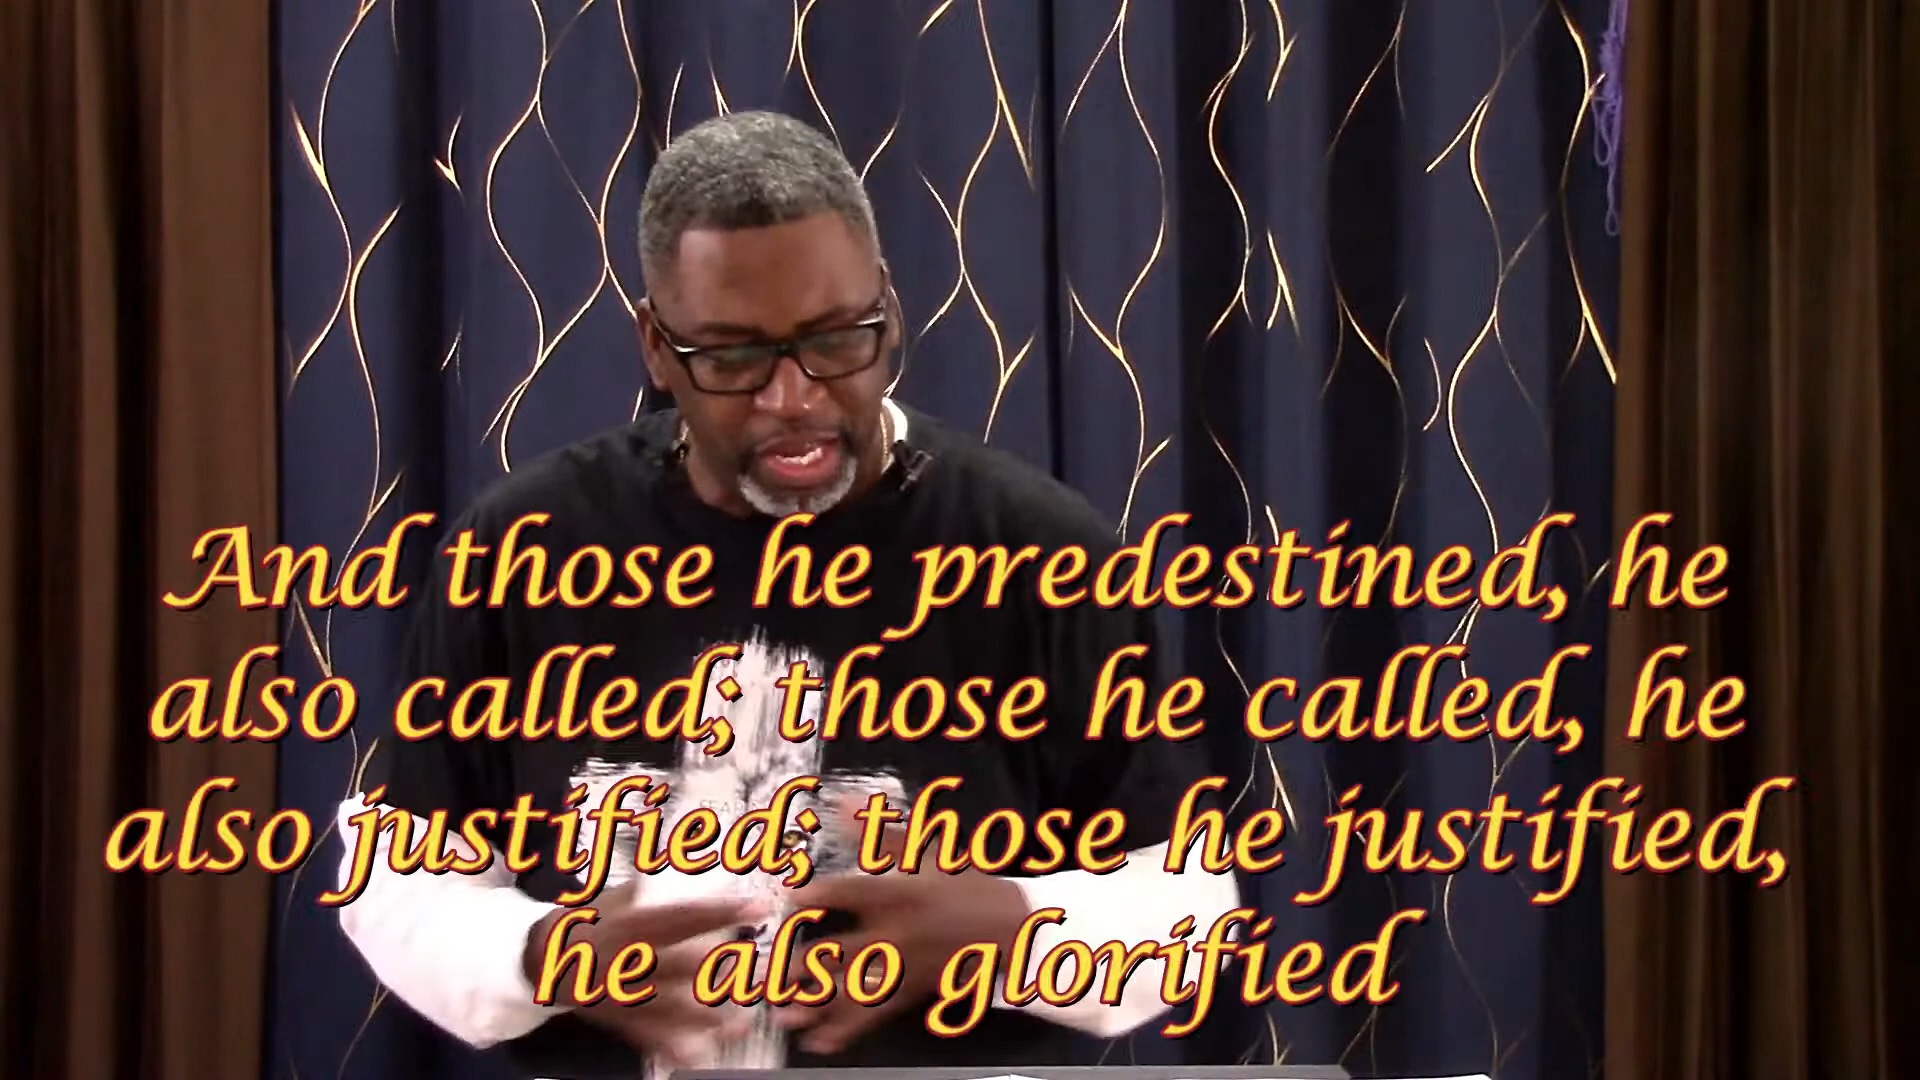 And those he predestined, he
also called; those he called, he
also justified; those he justified,
he also glorified